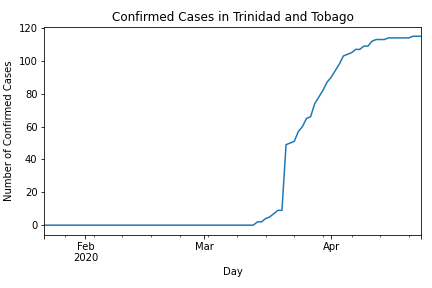 Confirmed Cases in Trinidad and Tobago
120
100
80
60
40
20
0
Number of Confirmed Cases
Feb
2020
Mar
Apr
Day